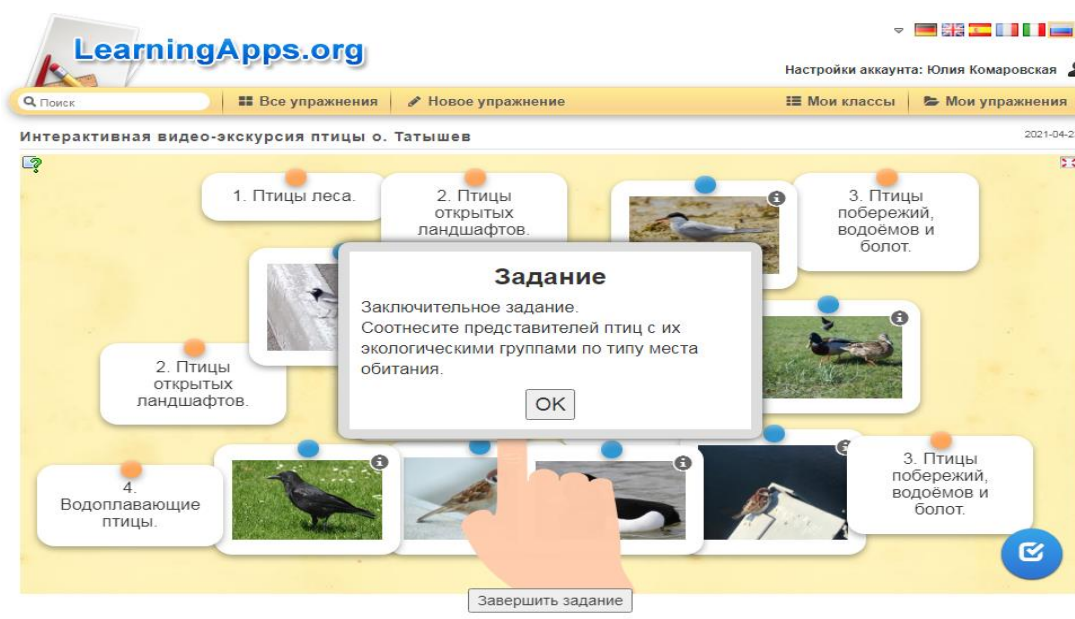 LearningApps.org
Настройки аккаунта: Юлия Комаровская
Поиск
Все упражнения
Новое упражнение
Мои классы
Мои упражнения
Интерактивная видео-экскурсия птицы о. Татышев
2021-04-2
1. Птицы леса.
2. Птицы
открытых
ландшафтов.
3. Птицы
побережий,
водоёмов и
болот.
Задание
Заключительное задание.
Соотнесите представителей птиц с их
экологическими группами по типу места
обитания.
OK
2. Птицы
открытых
ландшафтов.
4.
Водоплавающие
птицы.
3. Птицы
побережий,
водоёмов и
болот.
Завершить задание